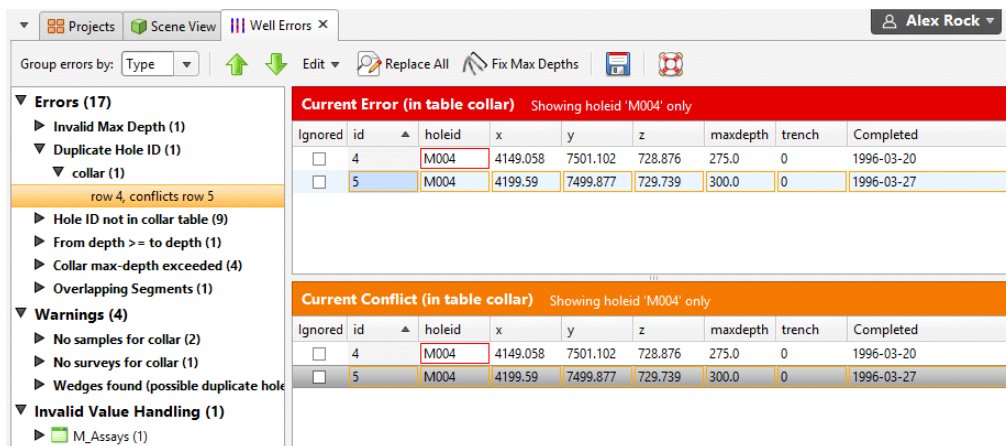 Projects Scene View Well Errors × Alex Rock
Group errors by: Type Edit Replace All Fix Max Depths
Errors (17)
Invalid Max Depth (1)
Duplicate Hole ID (1)
collar (1)
row 4, conflicts row 5
Hole ID not in collar table (9)
From depth >= to depth (1)
Collar max-depth exceeded (4)
Overlapping Segments (1)
Warnings (4)
No samples for collar (2)
No surveys for collar (1)
Wedges found (possible duplicate hole
Invalid Value Handling (1)
M_Assays (1)
Current Error (in table collar) Showing holeid 'M004' only
Ignored id holeid x y z maxdepth trench Completed
4 M004 4149.058 7501.102 728.876 275.0 0 1996-03-20
5 M004 4199.59 7499.877 729.739 300.0 0 1996-03-27
Current Conflict (in table collar) Showing holeid 'M004' only
Ignored id holeid x y z maxdepth trench Completed
4 M004 4149.058 7501.102 728.876 275.0 0 1996-03-20
5 M004 4199.59 7499.877 729.739 300.0 0 1996-03-27